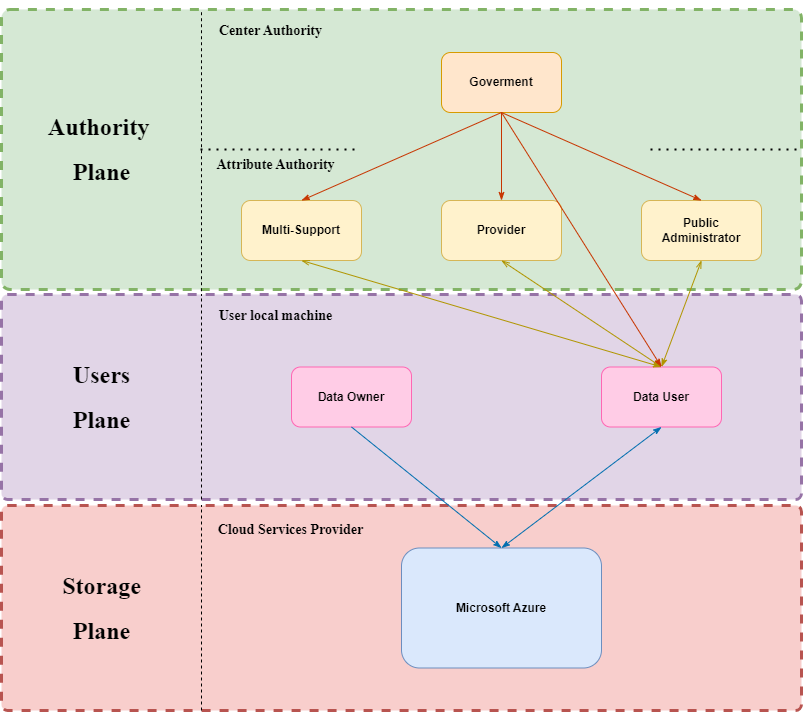 Center Authority
Goverment
Authority
Plane
Attribute Authority
Multi-Support
Provider
Public
Administrator
User local machine
Users
Plane
Data Owner
Data User
Cloud Services Provider
Storage
Plane
Microsoft Azure